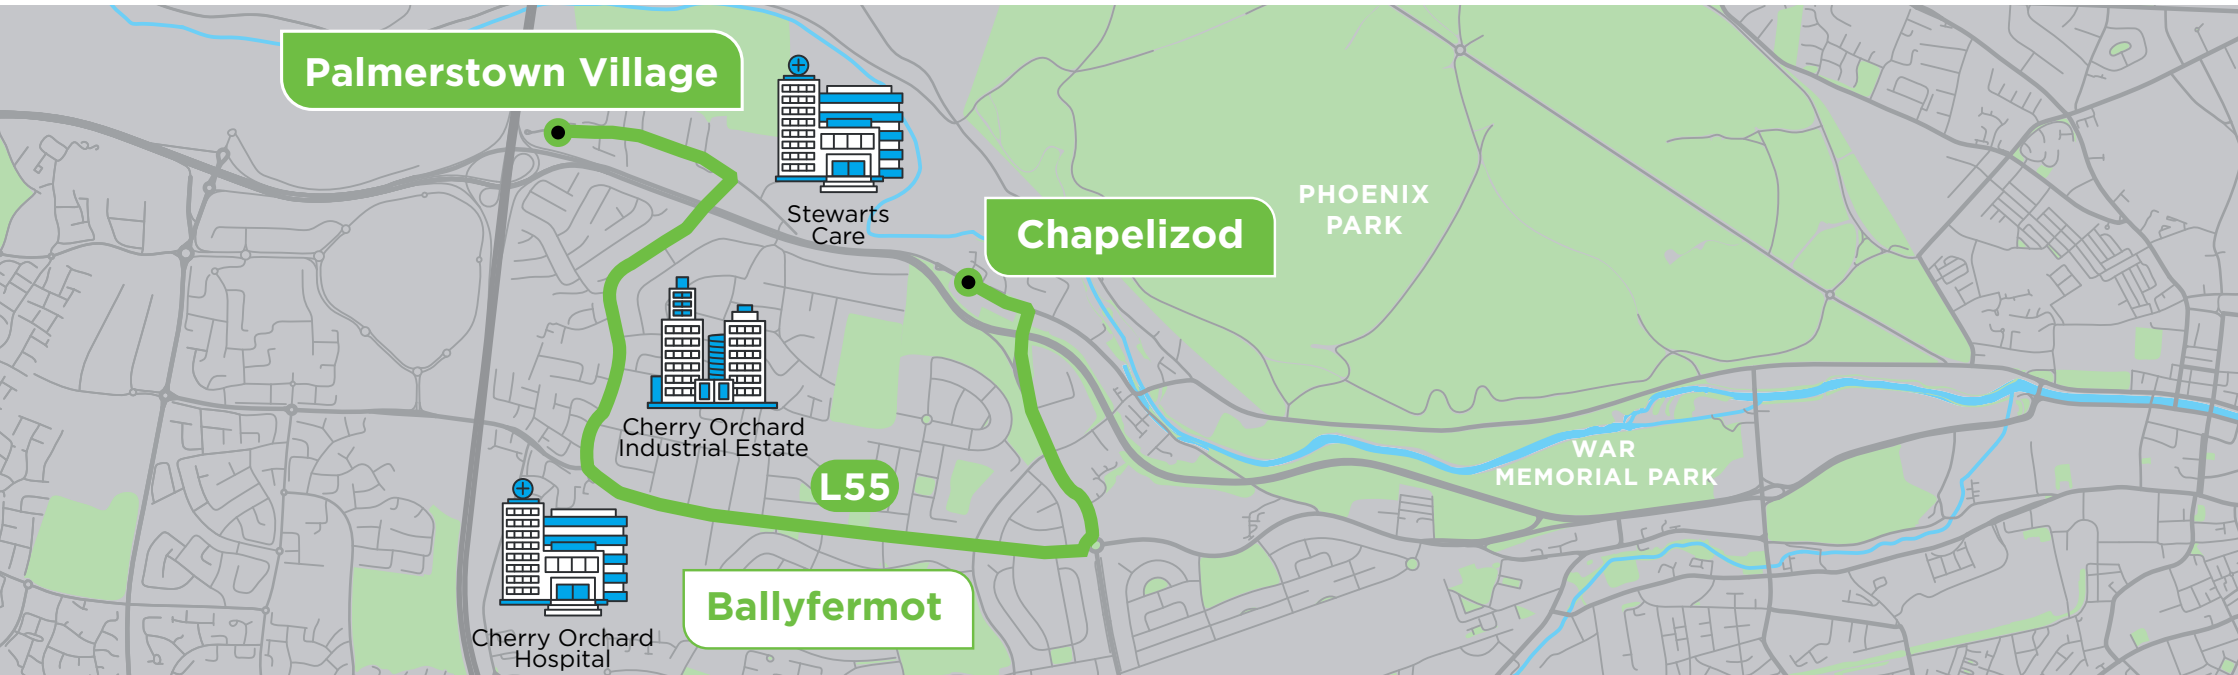 Palmerstown Village
Stewarts
Care
Chapelizod
PHOENIX
PARK
Cherry Orchard
Industrial Estate
L55
WAR
MEMORIAL PARK
Ballyfermot
Cherry Orchard
Hospital